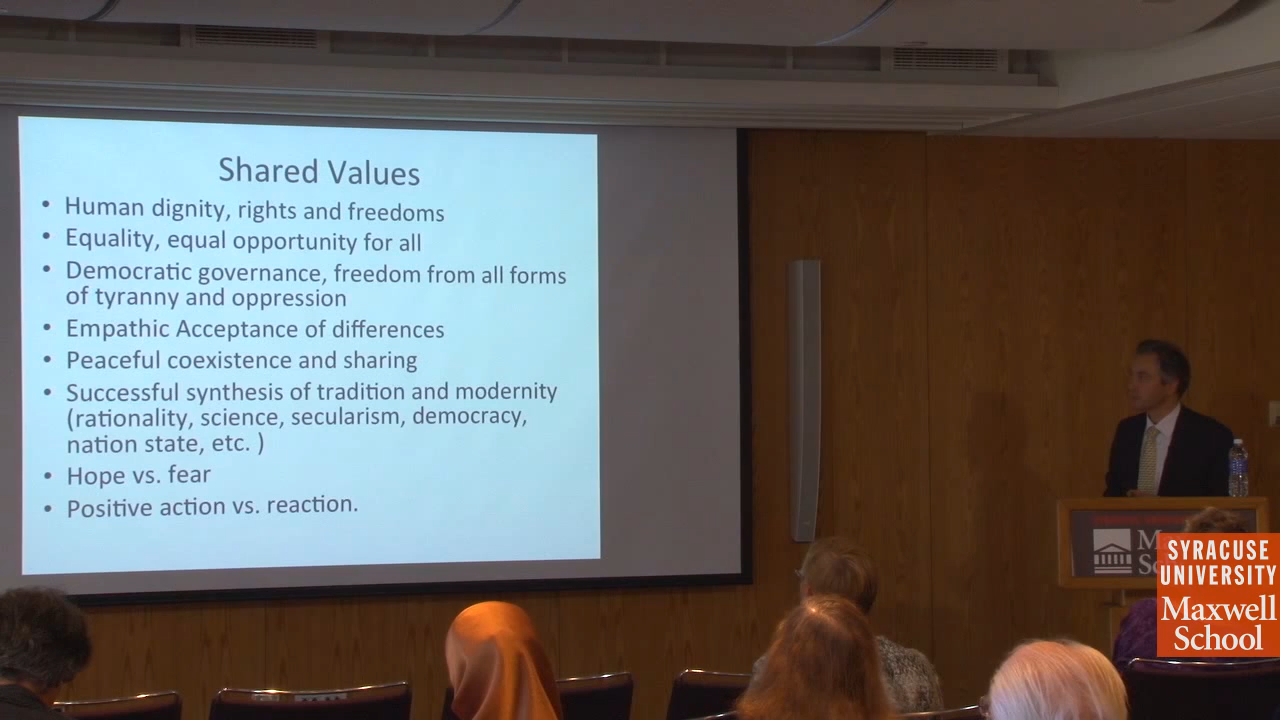 Shared Values
• Human dignity, rights and freedoms
• Equality, equal opportunity for all
• Democratic governance, freedom from all forms
of tyranny and oppression
• Empathic Acceptance of differences
• Peaceful coexistence and sharing
• Successful synthesis of tradition and modernity
(rationality, science, secularism, democracy,
nation state, etc. )
• Hope vs. fear
• Positive action vs. reaction.
SYRACUSE
UNIVERSITY
Maxwell
School